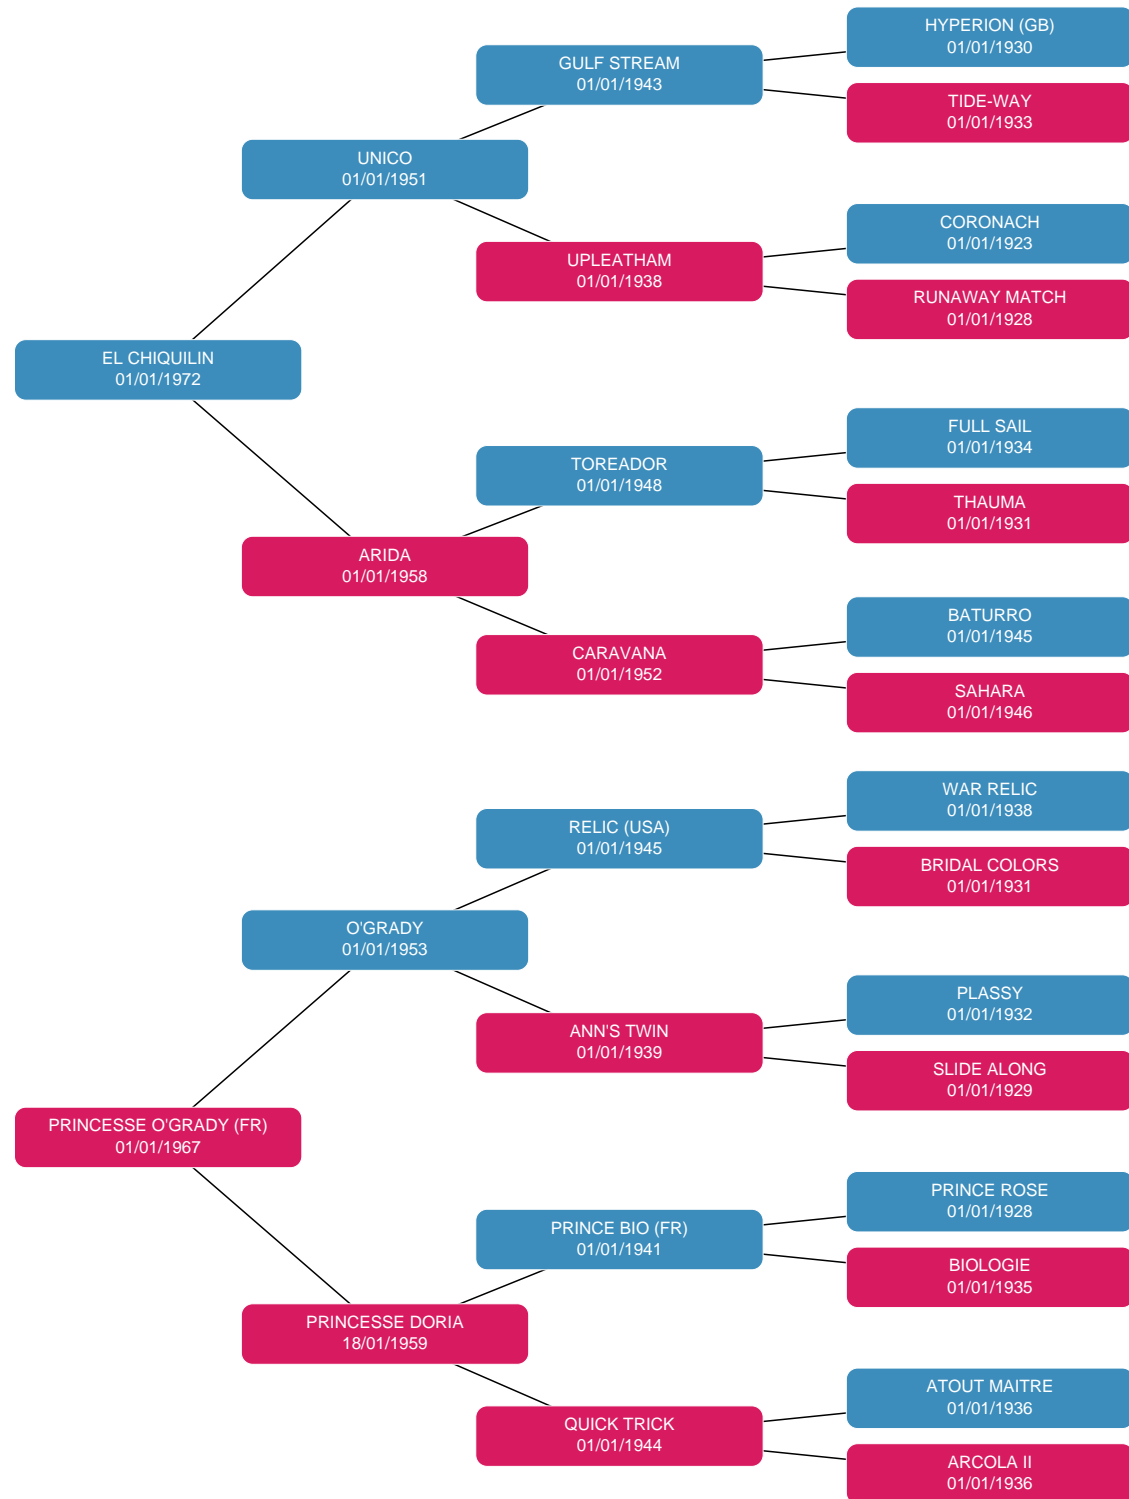 HYPERION (GB)
01/01/1930
GULF STREAM
01/01/1943
TIDE-WAY
01/01/1933
UNICO
01/01/1951
CORONACH
01/01/1923
UPLEATHAM
01/01/1938
RUNAWAY MATCH
01/01/1928
EL CHIQUILIN
01/01/1972
FULL SAIL
01/01/1934
TOREADOR
01/01/1948
THAUMA
01/01/1931
ARIDA
01/01/1958
BATURRO
01/01/1945
CARAVANA
01/01/1952
SAHARA
01/01/1946
WAR RELIC
01/01/1938
RELIC (USA)
01/01/1945
BRIDAL COLORS
01/01/1931
O'GRADY
01/01/1953
PLASSY
01/01/1932
ANN'S TWIN
01/01/1939
SLIDE ALONG
01/01/1929
PRINCESSE O'GRADY (FR)
01/01/1967
PRINCE ROSE
01/01/1928
PRINCE BIO (FR)
01/01/1941
BIOLOGIE
01/01/1935
PRINCESSE DORIA
18/01/1959
ATOUT MAITRE
01/01/1936
QUICK TRICK
01/01/1944
ARCOLA II
01/01/1936